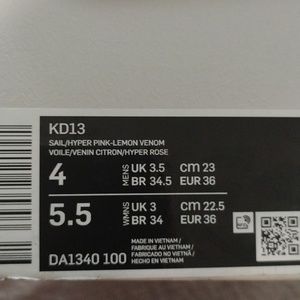 KD13
SAIL/HYPER PINK-LEMON VENOM
VOILE/VENIN CITRON/HYPER ROSE
4 MENS UK 3.5 CM 23
BR 34.5 EUR 36
5.5 WMNS UK 3 CM 22.5
BR 34 EUR 36
MADE IN VIETNAM /
FABRIQUÉ AU VIETNAM /
FABRICADO NO VIETNÃ /
HECHO EN VIETNAM
DA1340 100